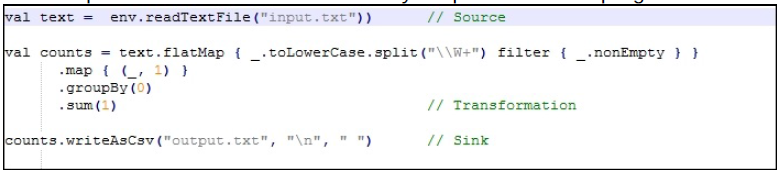 val text =  env.readTextFile("input.txt"))      // Source
val counts = text.flatMap { _.toLowerCase.split("\\W+") filter { _.nonEmpty } }
      .map { (_, 1) }
      .groupBy(0)
      .sum(1)                                   // Transformation
counts.writeAsCsv("output.txt", "\n", " ")      // Sink